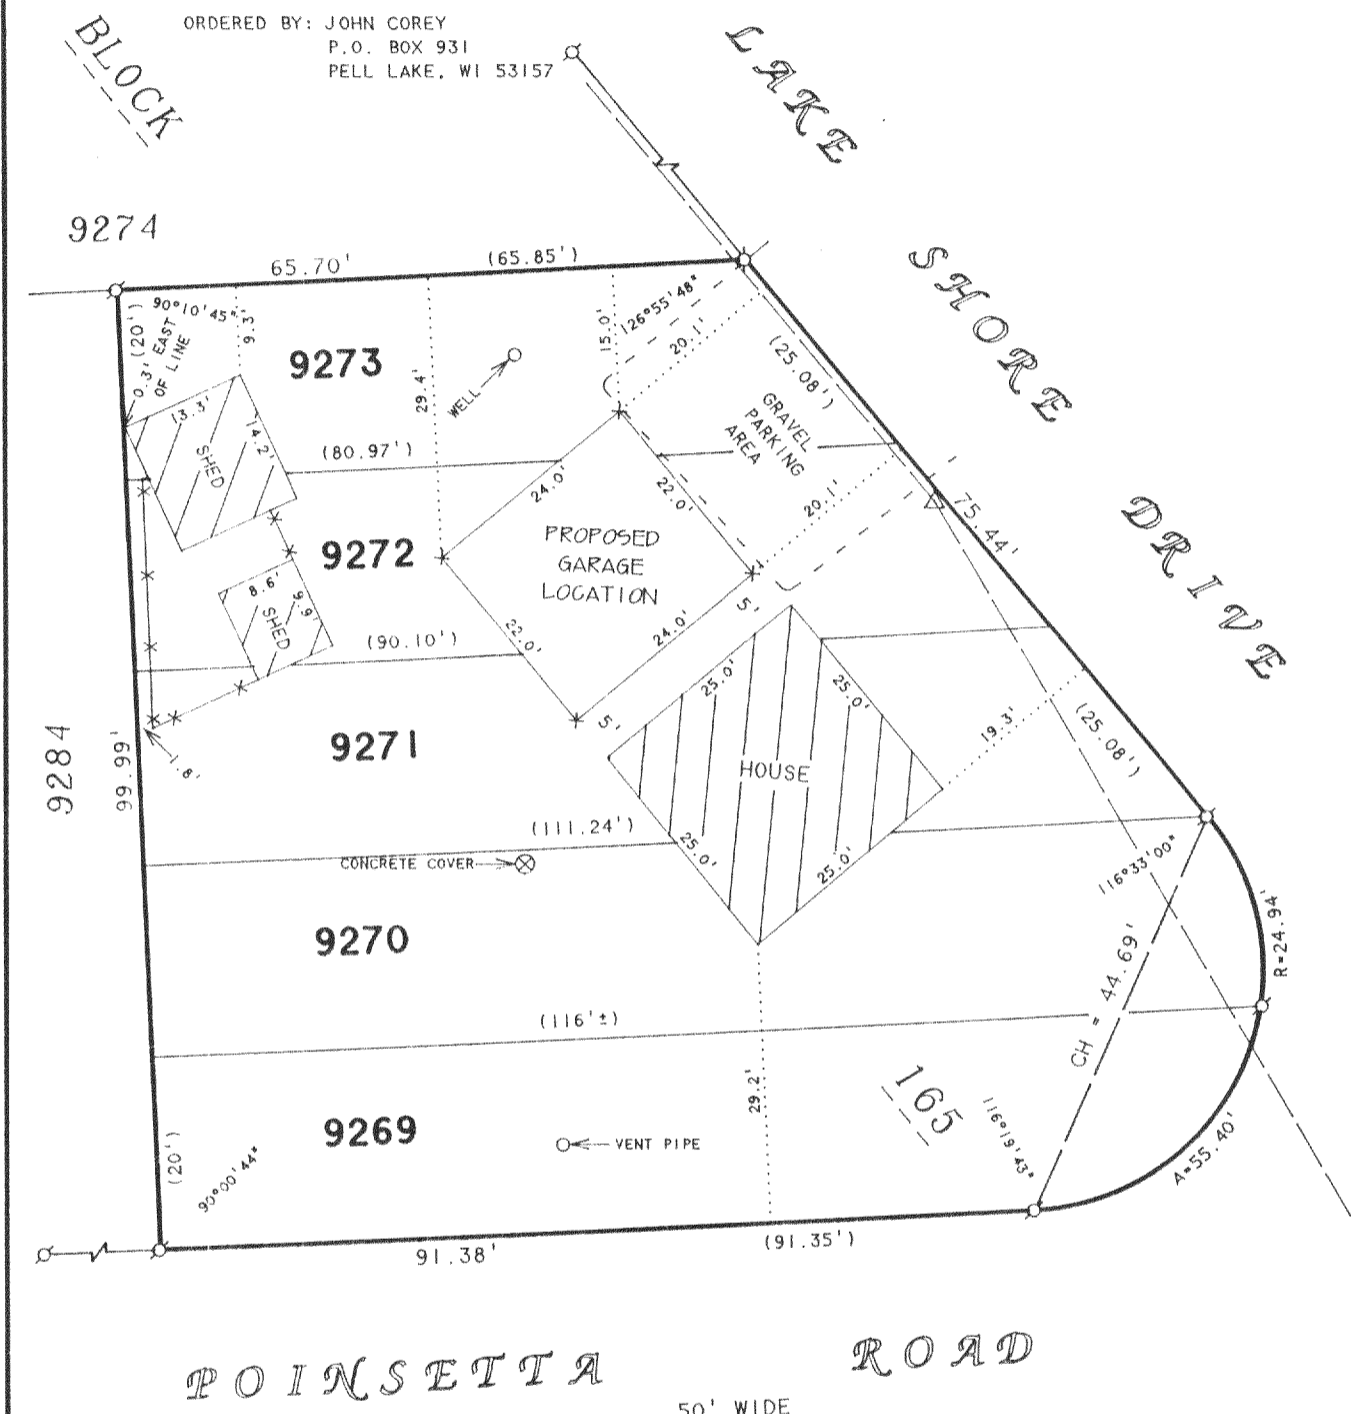 ORDERED BY: JOHN COREY
P.O. BOX 931
PELL LAKE, WI 53157
BLOCK
LAKE SHORE DRIVE
9274
65.70'
(65.85')
90°10'45"
9.3'
(20')
0.3' EAST
OF LINE
9273
29.4'
WELL
15.0'
126°55'48"
20.1'
(25.08')
GRAVEL
PARKING
AREA
13.3'
14.2'
SHED
(80.97')
24.0'
22.0'
20.1'
75.44'
9272
PROPOSED
GARAGE
LOCATION
8.6'
9.9'
SHED
(90.10')
22.0'
24.0'
5'
5'
25.0'
25.0'
19.3'
(25.08')
9284
99.99'
1.8'
9271
HOUSE
(111.24')
CONCRETE COVER
25.0'
25.0'
116°33'00"
9270
CH = 44.69'
R=24.94'
(116'±)
29.2'
165
116°19'43"
A=55.40'
9269
VENT PIPE
(20')
90°00'44"
91.38'
(91.35')
POINSETTA ROAD
50' WIDE